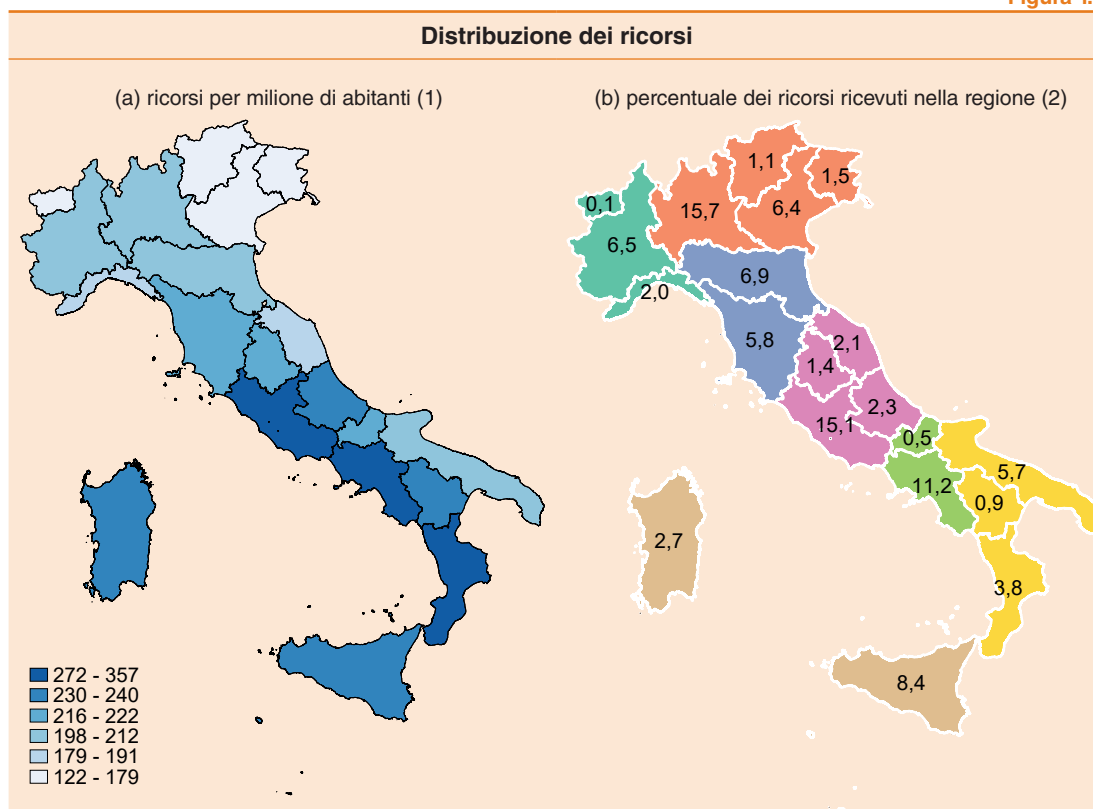 Distribuzione dei ricorsi
(a) ricorsi per milione di abitanti (1)
272 - 357
230 - 240
216 - 222
198 - 212
179 - 191
122 - 179
(b) percentuale dei ricorsi ricevuti nella regione (2)
1,1
1,5
0,1
15,7
6,4
6,5
6,9
2,0
5,8
2,1
1,4
2,3
15,1
0,5
5,7
11,2
0,9
2,7
3,8
8,4